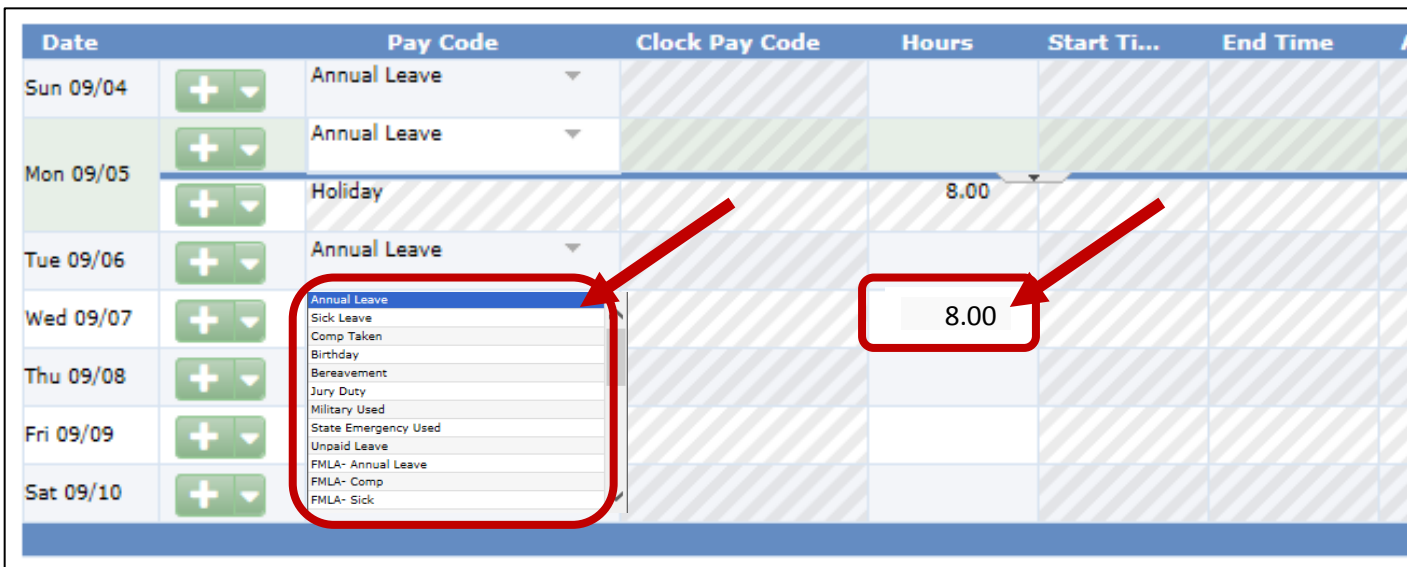 Date Pay Code Clock Pay Code Hours Start Ti... End Time
Sun 09/04 Annual Leave
Annual Leave
Mon 09/05
Holiday 8.00
Tue 09/06 Annual Leave
Annual Leave
Sick Leave
Wed 09/07 8.00
Comp Taken
Birthday
Bereavement
Thu 09/08
Jury Duty
Military Used
State Emergency Used
Fri 09/09
Unpaid Leave
FMLA- Annual Leave
FMLA- Comp
Sat 09/10
FMLA- Sick